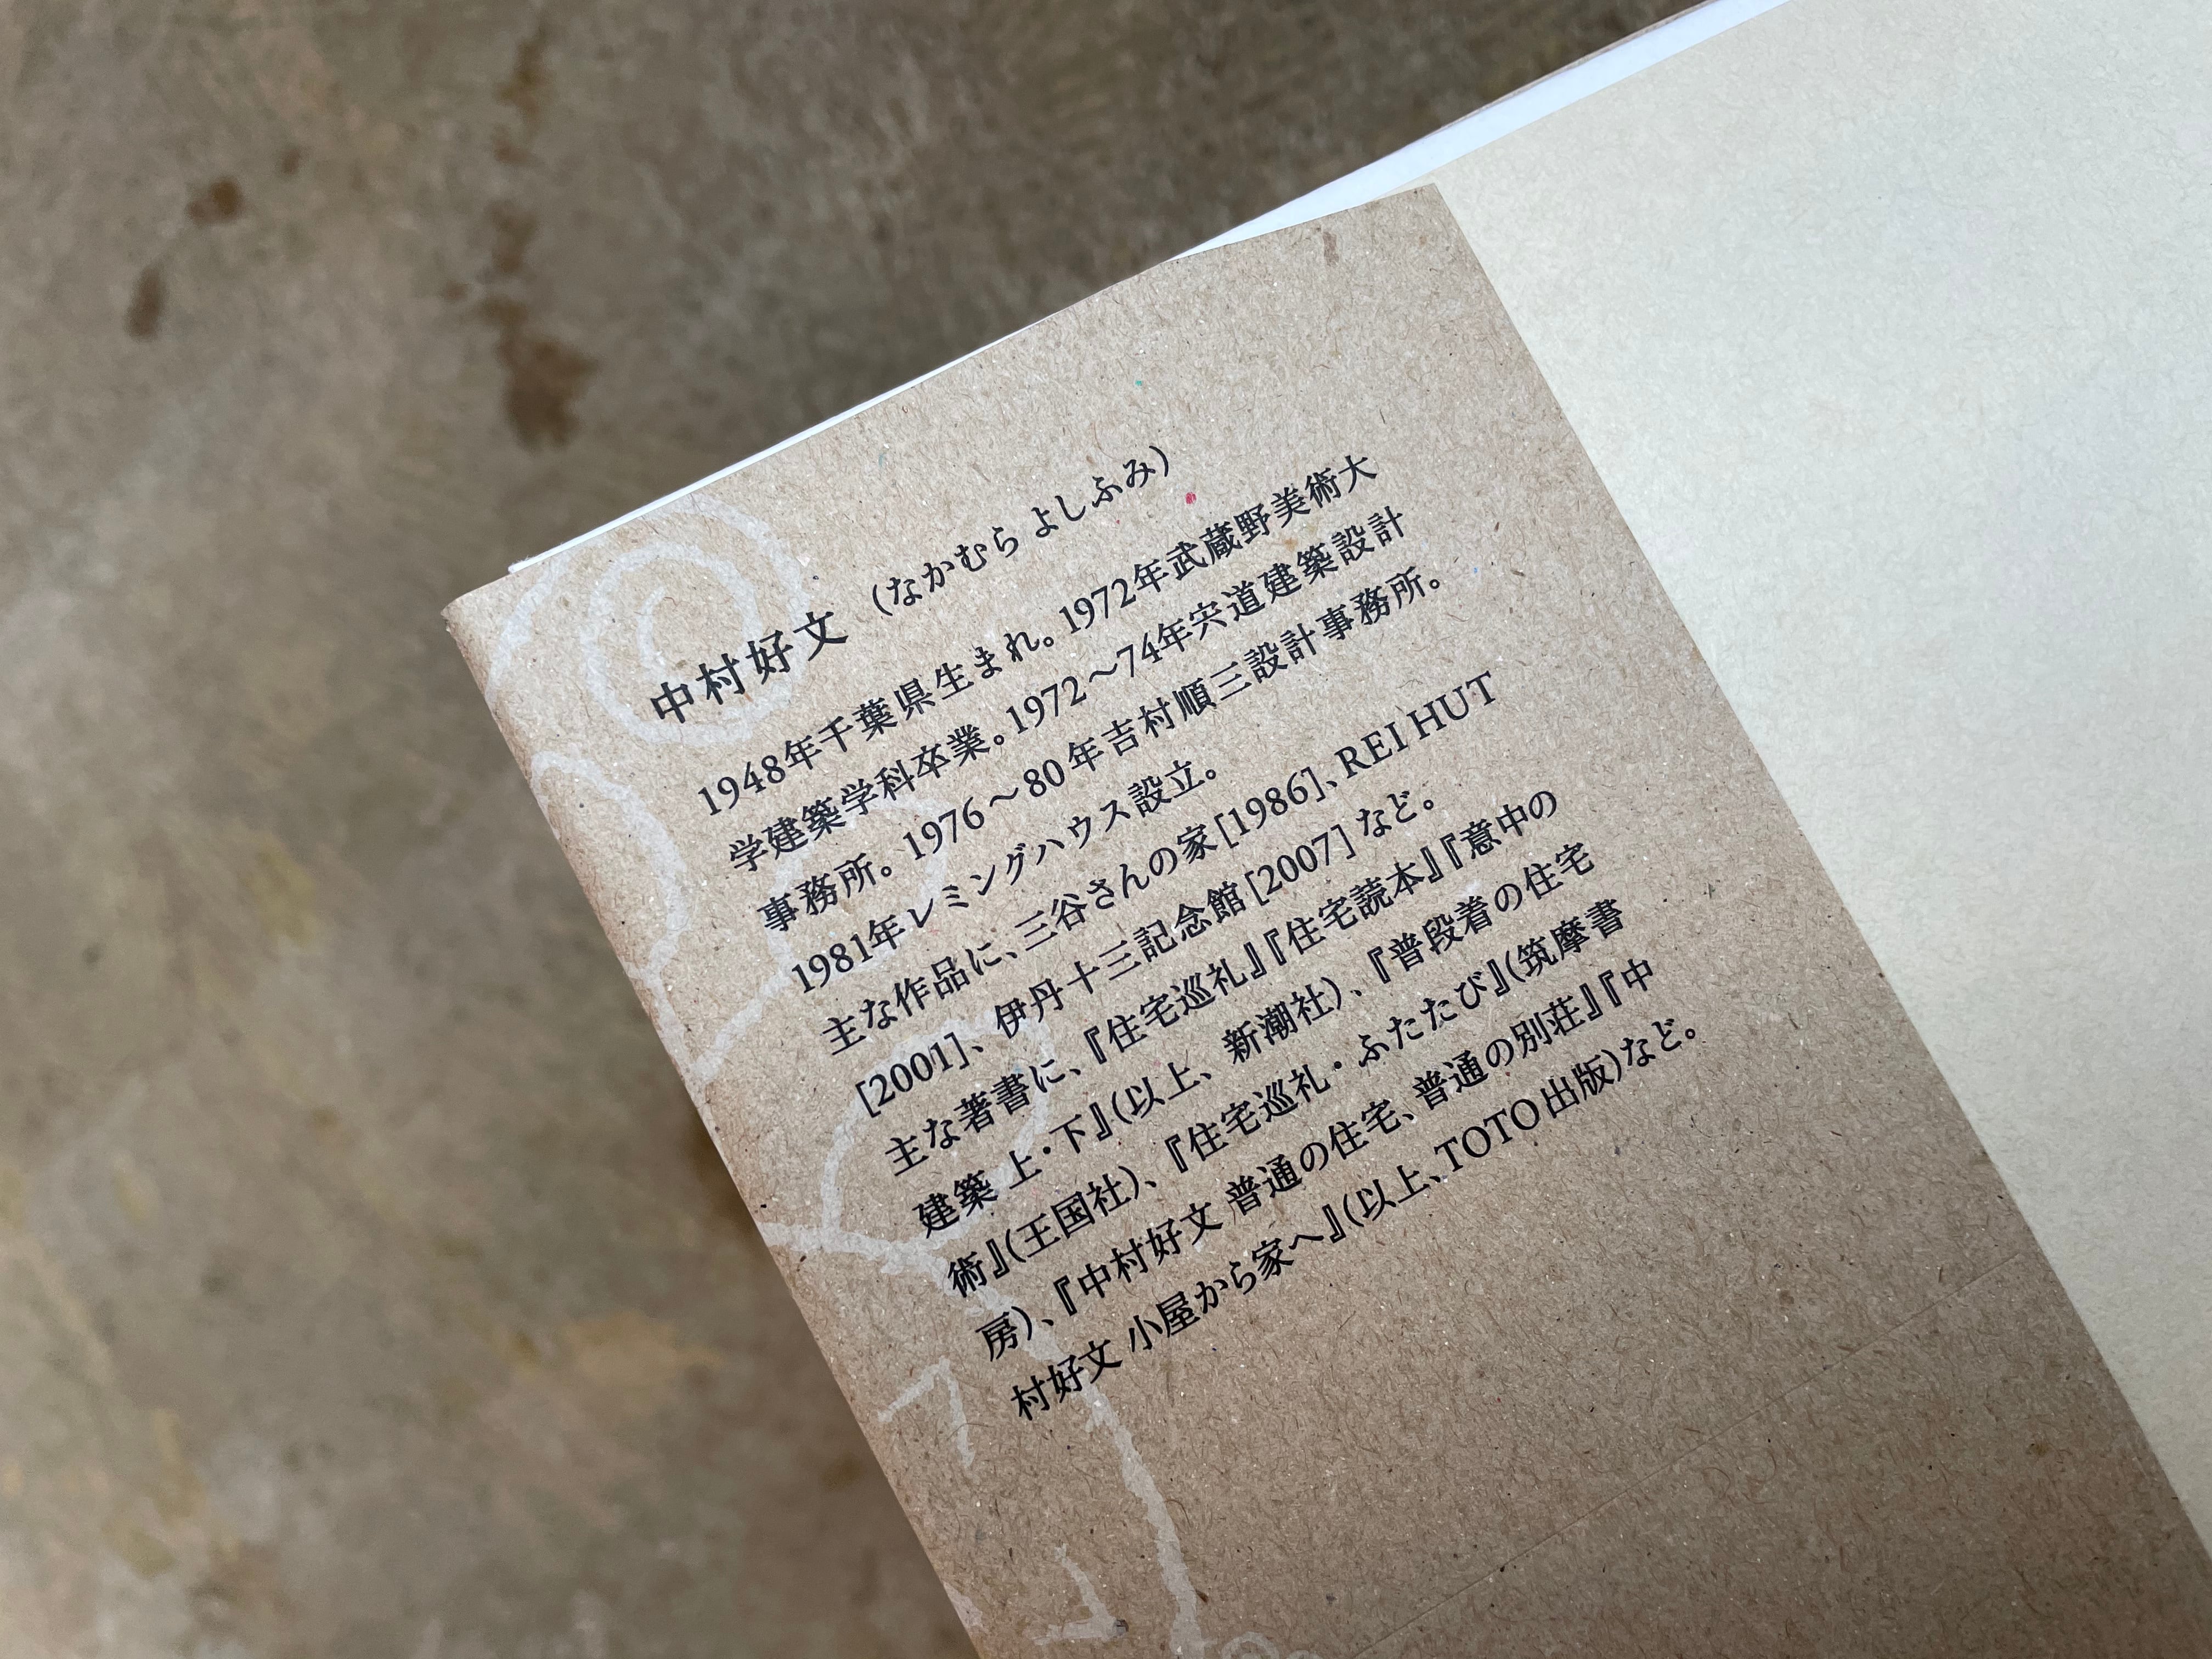 中村好文 (なかむら よしふみ)
1948年千葉県生まれ。1972年武蔵野美術大
学建築学科卒業。1972〜74年宍道建築設計
事務所。1976〜80年吉村順三設計事務所。
1981年レミングハウス設立。
主な作品に、三谷さんの家[1986]、REI HUT
[2001]、伊丹十三記念館[2007]など。
主な著書に、『住宅巡礼』『住宅読本』『意中の
建築 上・下』(以上、新潮社)、『普段着の住宅
術』(王国社)、『住宅巡礼・ふたたび』(筑摩書
房)、『中村好文 普通の住宅、普通の別荘』『中
村好文 小屋から家へ』(以上、TOTO出版)など。